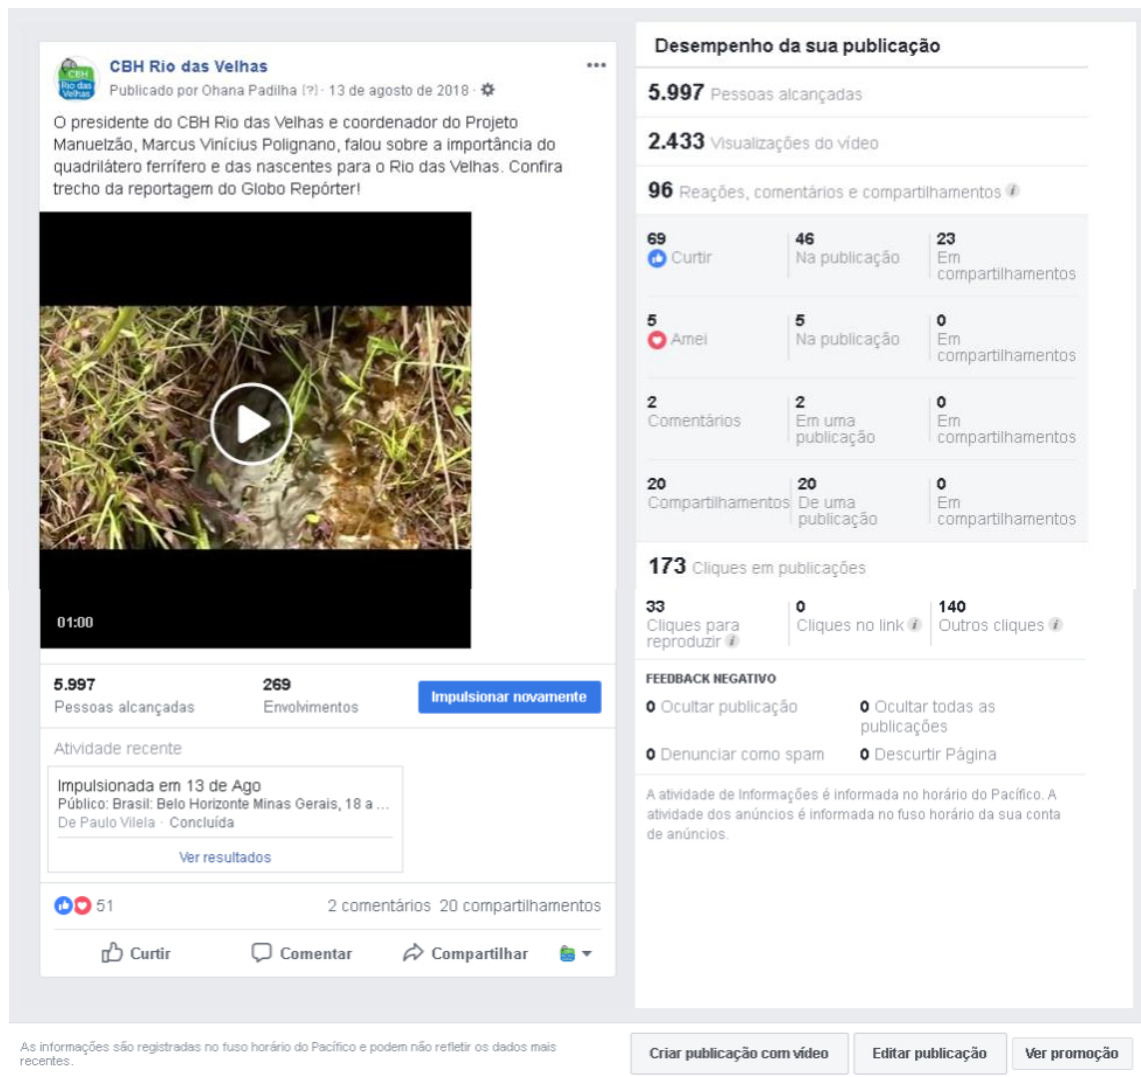 CBH Rio das Velhas
Publicado por Ohana Padilha [?] · 13 de agosto de 2018 ·
O presidente do CBH Rio das Velhas e coordenador do Projeto
Manuelzão, Marcus Vinícius Polignano, falou sobre a importância do
quadrilátero ferrífero e das nascentes para o Rio das Velhas. Confira
trecho da reportagem do Globo Repórter!
01:00
5.997
Pessoas alcançadas
269
Envolvimentos
Impulsionar novamente
Atividade recente
Impulsionada em 13 de Ago
Público: Brasil: Belo Horizonte Minas Gerais, 18 a ...
De Paulo Vilela · Concluída
Ver resultados
51
2 comentários 20 compartilhamentos
Curtir
Comentar
Compartilhar
Desempenho da sua publicação
5.997 Pessoas alcançadas
2.433 Visualizações do vídeo
96 Reações, comentários e compartilhamentos
69
Curtir
46
Na publicação
23
Em
compartilhamentos
5
Amei
5
Na publicação
0
Em
compartilhamentos
2
Comentários
2
Em uma
publicação
0
Em
compartilhamentos
20
Compartilhamentos
20
De uma
publicação
0
Em
compartilhamentos
173 Cliques em publicações
33
Cliques para
reproduzir
0
Cliques no link
140
Outros cliques
FEEDBACK NEGATIVO
0 Ocultar publicação
0 Ocultar todas as
publicações
0 Denunciar como spam
0 Descurtir Página
A atividade de Informações é informada no horário do Pacífico. A
atividade dos anúncios é informada no fuso horário da sua conta
de anúncios.
As informações são registradas no fuso horário do Pacífico e podem não refletir os dados mais
recentes.
Criar publicação com vídeo
Editar publicação
Ver promoção